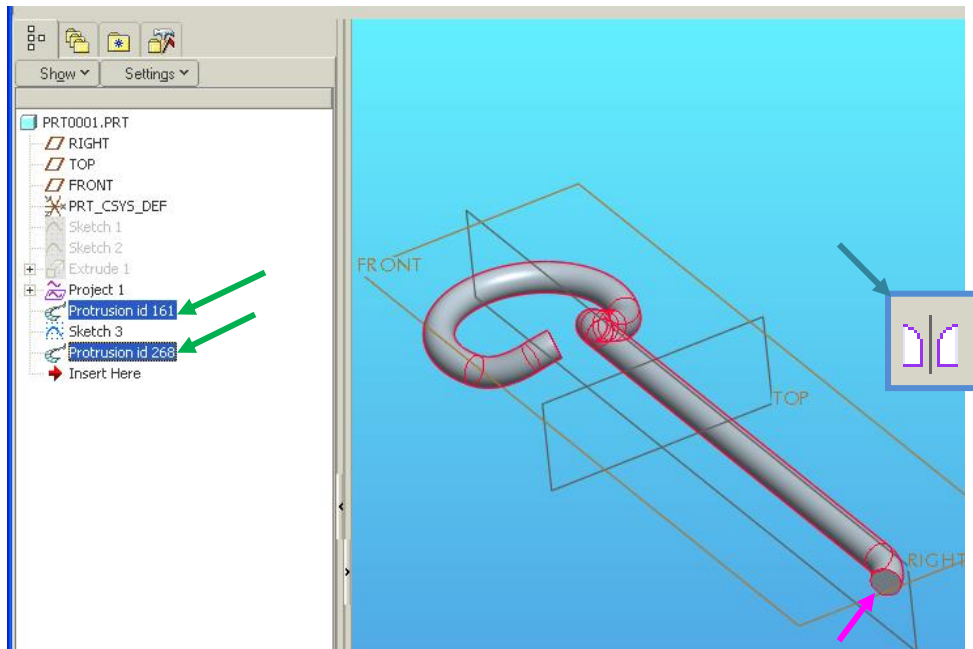 Show Settings
PRT0001.PRT
RIGHT
TOP
FRONT
PRT_CSYS_DEF
Sketch 1
Sketch 2
Extrude 1
Project 1
Protrusion id 161
Sketch 3
Protrusion id 268
Insert Here
FRONT
TOP
RIGHT